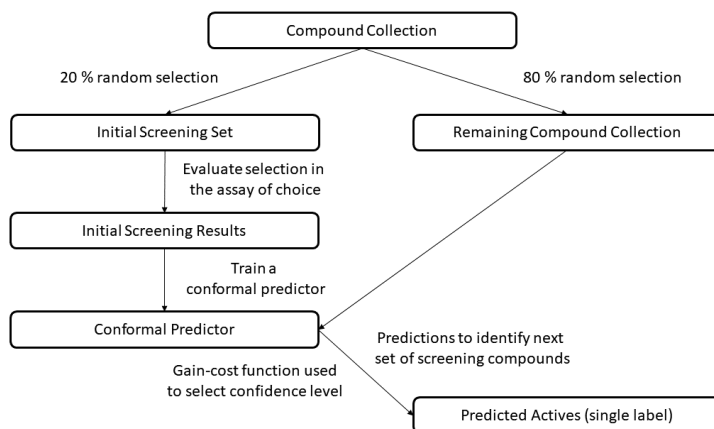 Compound Collection
20 % random selection
80 % random selection
Initial Screening Set
Remaining Compound Collection
Evaluate selection in
the assay of choice
Initial Screening Results
Train a
conformal predictor
Conformal Predictor
Predictions to identify next
set of screening compounds
Gain-cost function used
to select confidence level
Predicted Actives (single label)